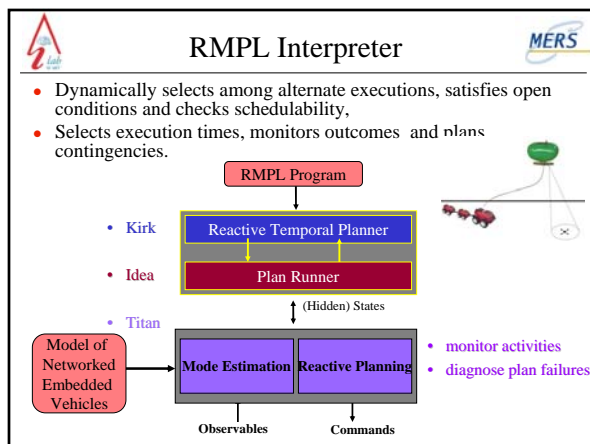 RMPL Interpreter
MERS
• Dynamically selects among alternate executions, satisfies open
conditions and checks schedulability,
• Selects execution times, monitors outcomes and plans
contingencies.
RMPL Program
• Kirk
Reactive Temporal Planner
• Idea
Plan Runner
(Hidden) States
• Titan
Model of
Networked
Embedded
Vehicles
Mode Estimation
Reactive Planning
• monitor activities
• diagnose plan failures
Observables
Commands